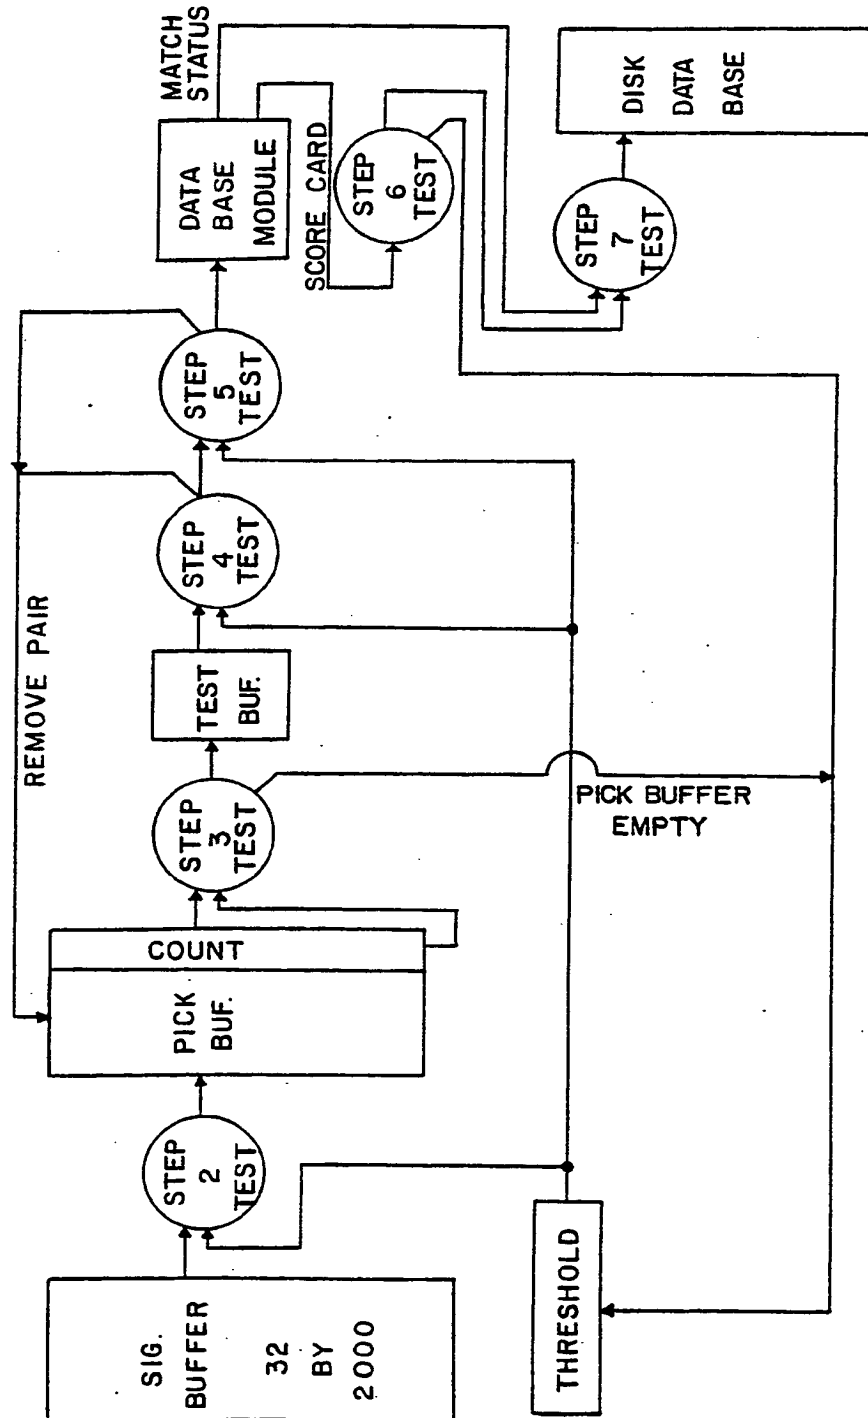 SIG.
BUFFER
32
BY
2000
STEP
2
TEST
PICK
BUF.
COUNT
REMOVE PAIR
STEP
3
TEST
TEST
BUF.
STEP
4
TEST
STEP
5
TEST
DATA
BASE
MODULE
MATCH
STATUS
SCORE CARD
STEP
6
TEST
STEP
7
TEST
DISK
DATA
BASE
PICK BUFFER
EMPTY
THRESHOLD